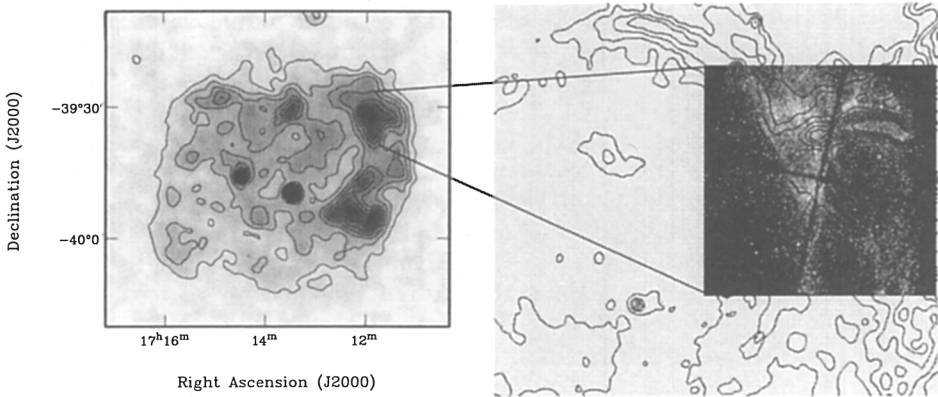 Declination (J2000)
−39°30′
−40°0′
17ʰ16ᵐ
14ᵐ
12ᵐ
Right Ascension (J2000)